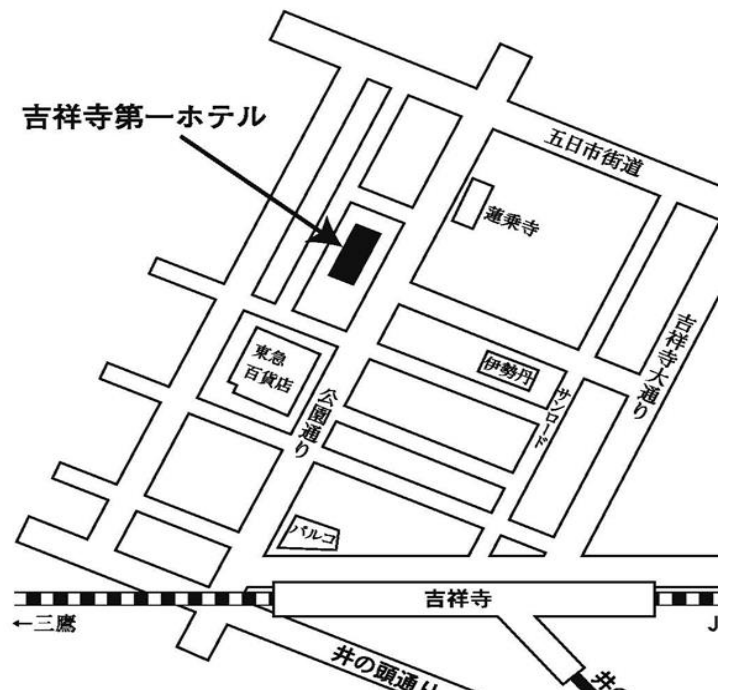 吉祥寺第一ホテル
五日市街道
蓮乗寺
吉祥寺大通り
伊勢丹
サンロード
東急
百貨店
公園通り
パルコ
吉祥寺
←三鷹
J
井の頭通り
井の